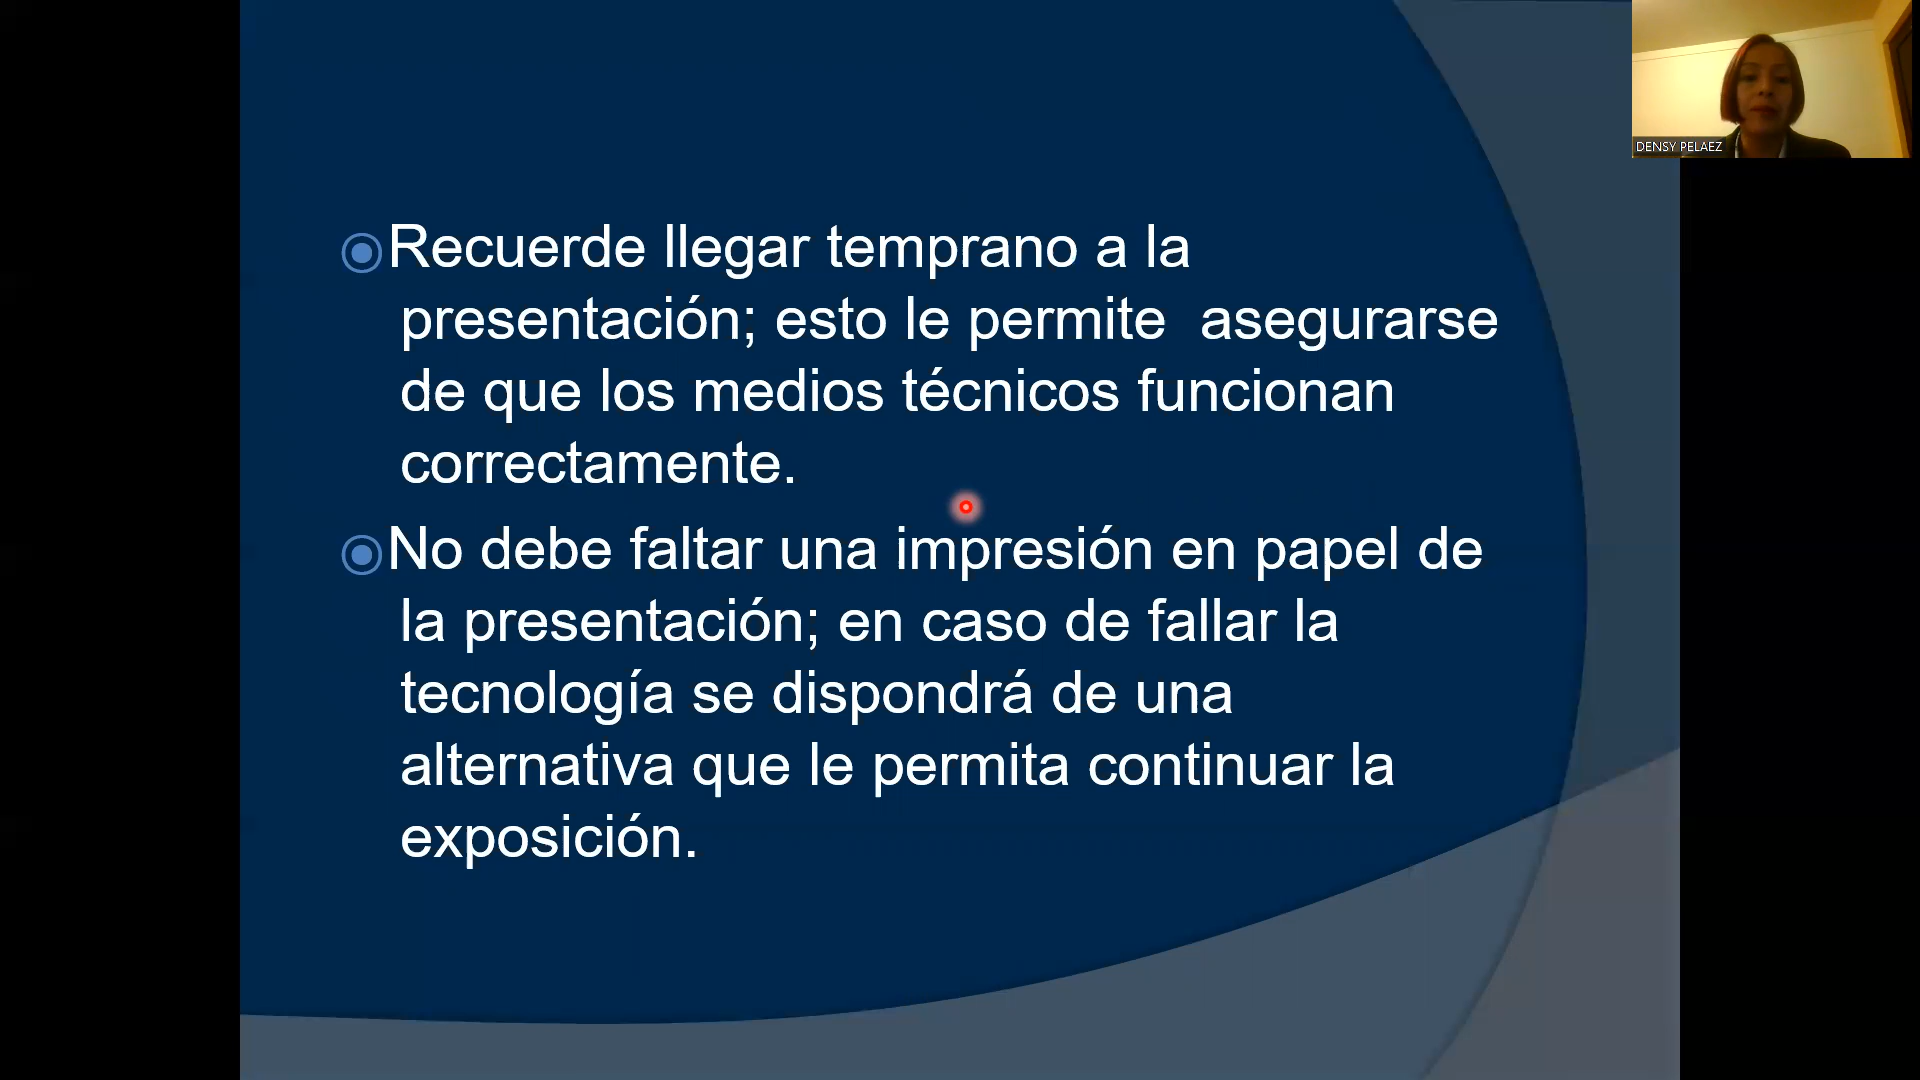 DENSY PELAEZ
Recuerde llegar temprano a la
presentación; esto le permite  asegurarse
de que los medios técnicos funcionan
correctamente.
No debe faltar una impresión en papel de
la presentación; en caso de fallar la
tecnología se dispondrá de una
alternativa que le permita continuar la
exposición.